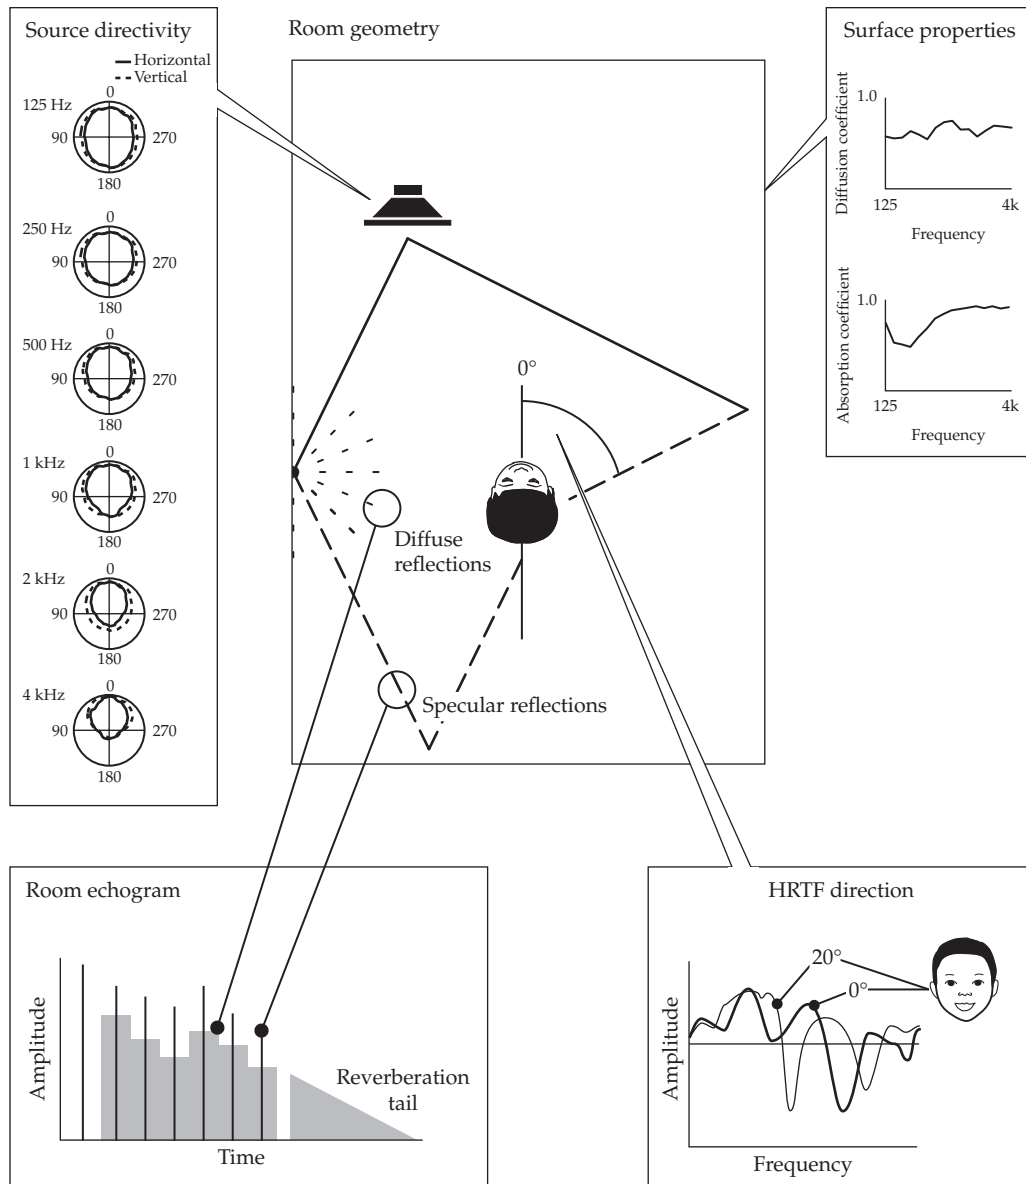 Source directivity
Horizontal
Vertical
125 Hz
0
90
270
180
250 Hz
0
90
270
180
500 Hz
0
90
270
180
1 kHz
0
90
270
180
2 kHz
0
90
270
180
4 kHz
0
90
270
180
Room geometry
0°
Diffuse
reflections
Specular reflections
Surface properties
Diffusion coefficient
1.0
125
4k
Frequency
Absorption coefficient
1.0
125
4k
Frequency
Room echogram
Amplitude
Reverberation
tail
Time
HRTF direction
20°
0°
Amplitude
Frequency